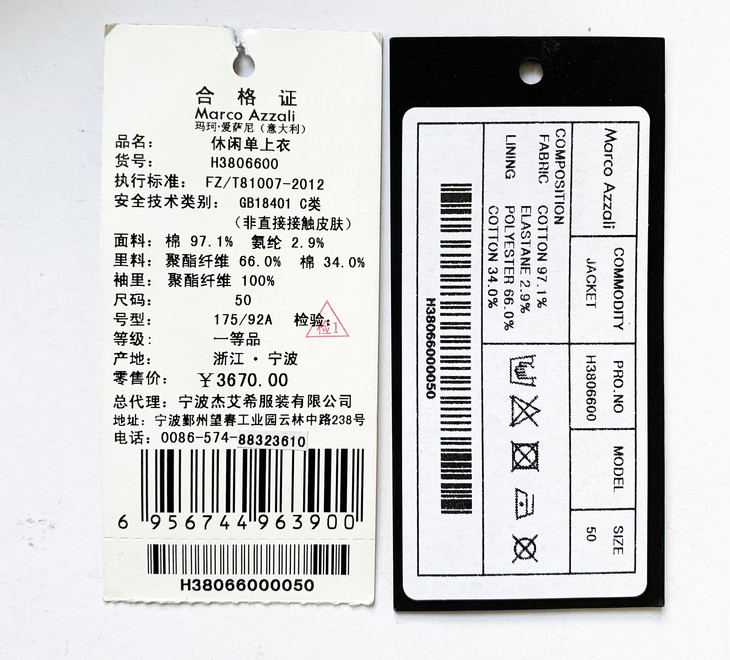 合 格 证
Marco Azzali
玛珂·爱萨尼（意大利）
品名： 休闲单上衣
货号： H3806600
执行标准： FZ/T81007-2012
安全技术类别： GB18401 C类
（非直接接触皮肤）
面料：棉 97.1% 氨纶 2.9%
里料：聚酯纤维 66.0% 棉 34.0%
袖里：聚酯纤维 100%
尺码： 50
号型： 175/92A 检验：
检1
等级： 一等品
产地： 浙江·宁波
零售价： ￥3670.00
总代理：宁波杰艾希服装有限公司
地址：宁波鄞州望春工业园云林中路238号
电话：0086-574-88323610
6 956744 963900
H38066000050
Marco Azzali
COMMODITY
JACKET
PRO.NO
H3806600
MODEL
SIZE
50
COMPOSITION
FABRIC COTTON 97.1%
ELASTANE 2.9%
LINING POLYESTER 66.0%
COTTON 34.0%
H38066000050